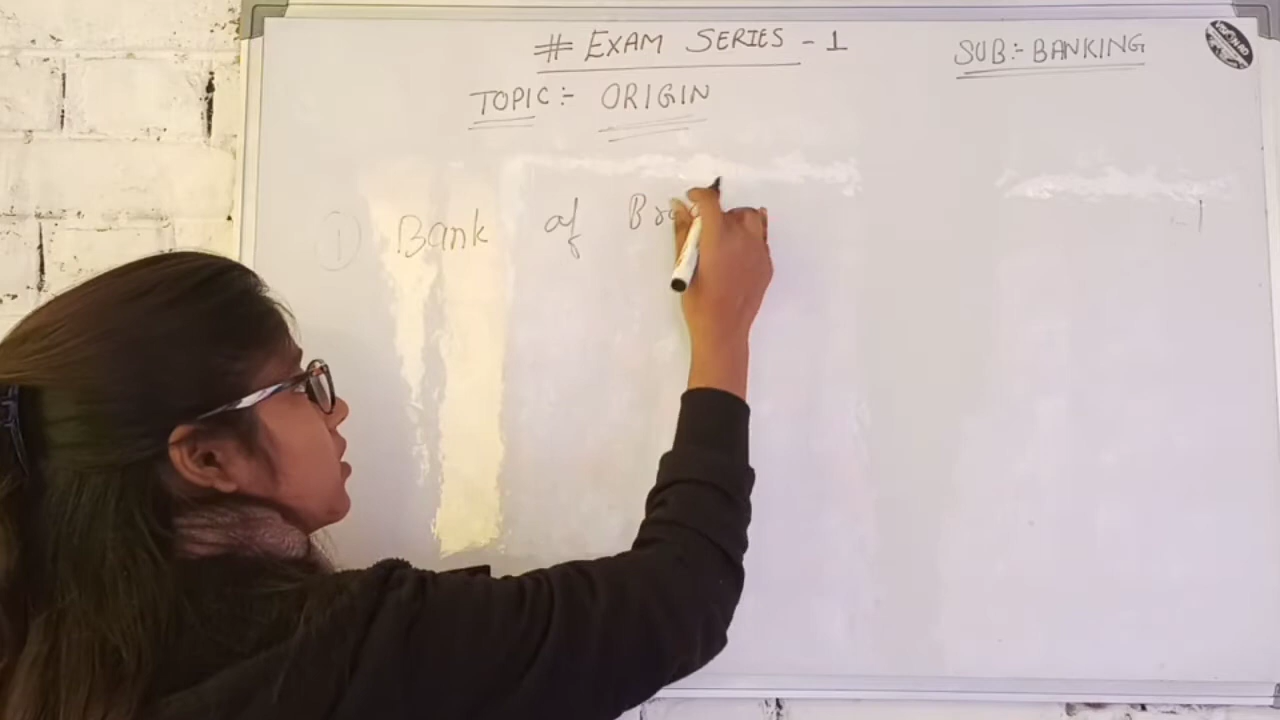 # EXAM SERIES - 1
SUB:- BANKING
TOPIC:- ORIGIN
① Bank of